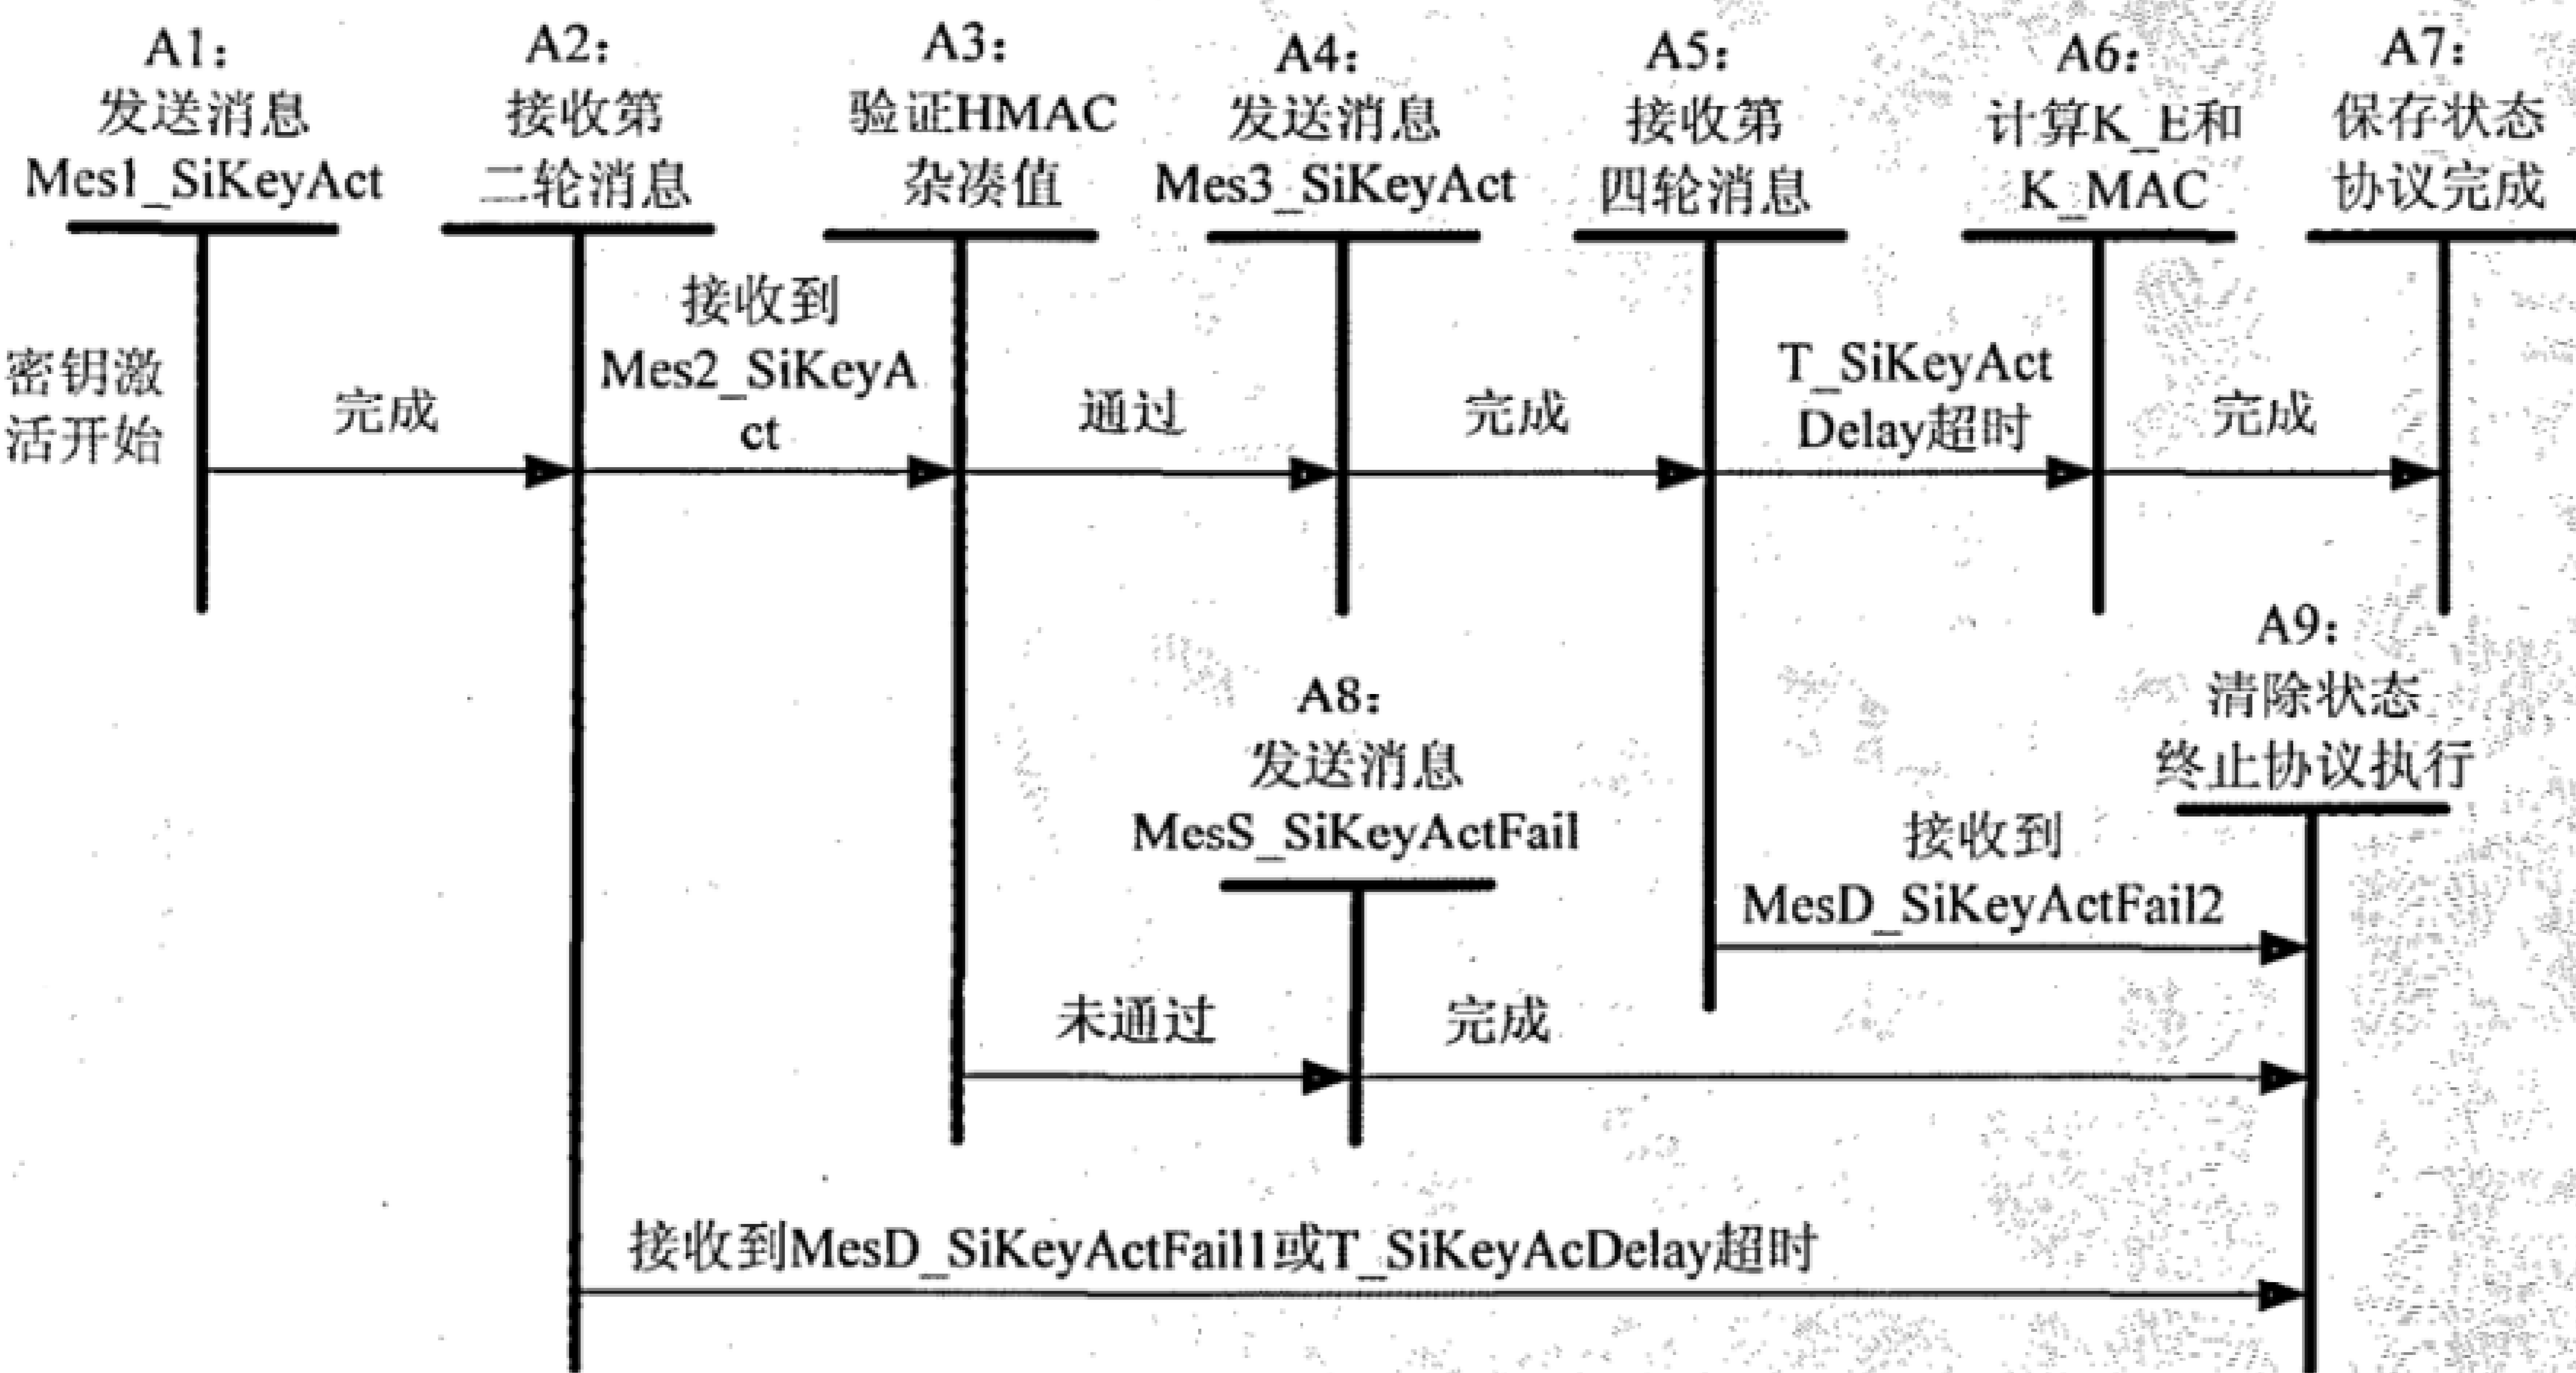 A1：
发送消息
Mes1_SiKeyAct
A2：
接收第
二轮消息
A3：
验证HMAC
杂凑值
A4：
发送消息
Mes3_SiKeyAct
A5：
接收第
四轮消息
A6：
计算K_E和
K_MAC
A7：
保存状态
协议完成
密钥激
活开始
完成
接收到
Mes2_SiKeyA
ct
通过
完成
T_SiKeyAct
Delay超时
完成
A8：
发送消息
MesS_SiKeyActFail
A9：
清除状态
终止协议执行
接收到
MesD_SiKeyActFail2
未通过
完成
接收到MesD_SiKeyActFail1或T_SiKeyAcDelay超时